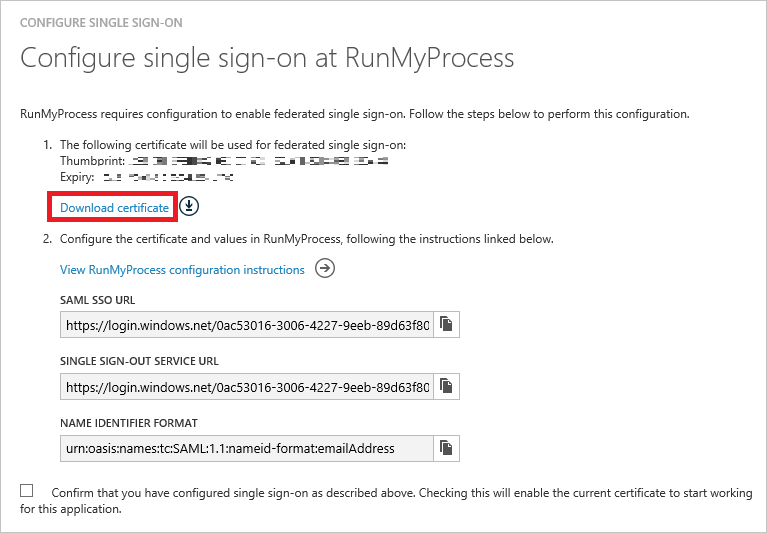 CONFIGURE SINGLE SIGN-ON
Configure single sign-on at RunMyProcess
RunMyProcess requires configuration to enable federated single sign-on. Follow the steps below to perform this configuration.
1. The following certificate will be used for federated single sign-on:
Thumbprint:
Expiry:
Download certificate
2. Configure the certificate and values in RunMyProcess, following the instructions linked below.
View RunMyProcess configuration instructions
SAML SSO URL
https://login.windows.net/0ac53016-3006-4227-9eeb-89d63f80
SINGLE SIGN-OUT SERVICE URL
https://login.windows.net/0ac53016-3006-4227-9eeb-89d63f80
NAME IDENTIFIER FORMAT
urn:oasis:names:tc:SAML:1.1:nameid-format:emailAddress
Confirm that you have configured single sign-on as described above. Checking this will enable the current certificate to start working
for this application.